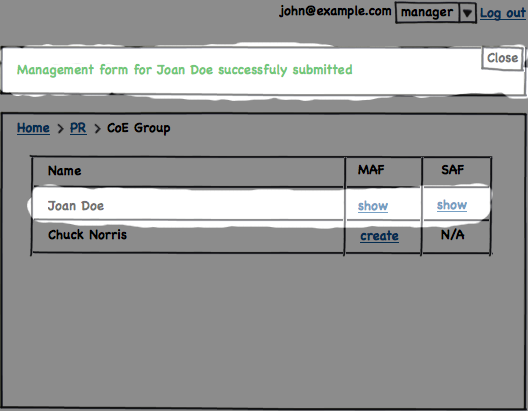 john@example.com manager Log out
Close
Management form for Joan Doe successfuly submitted
Home > PR > CoE Group
Name MAF SAF
Joan Doe show show
Chuck Norris create N/A